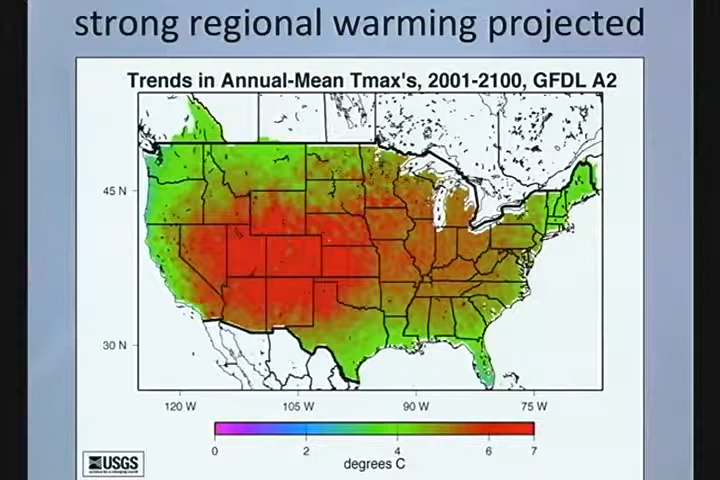 strong regional warming projected
Trends in Annual-Mean Tmax's, 2001-2100, GFDL A2
45 N
30 N
120 W 105 W 90 W 75 W
0 2 4 6 7
degrees C
USGS